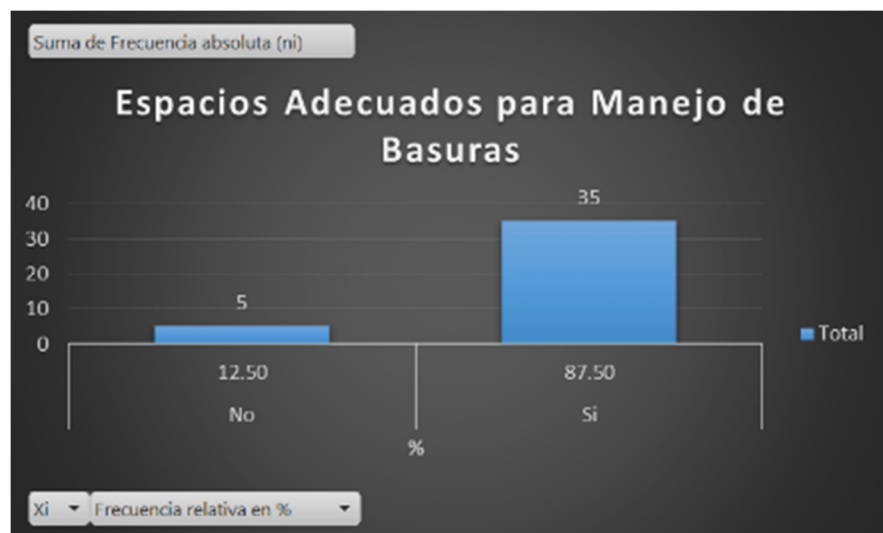 Suma de Frecuencia absoluta (ni)
Espacios Adecuados para Manejo de
Basuras
40
30
20
10
0
5
35
12.50
87.50
No
Si
%
Total
Xi
Frecuencia relativa en %